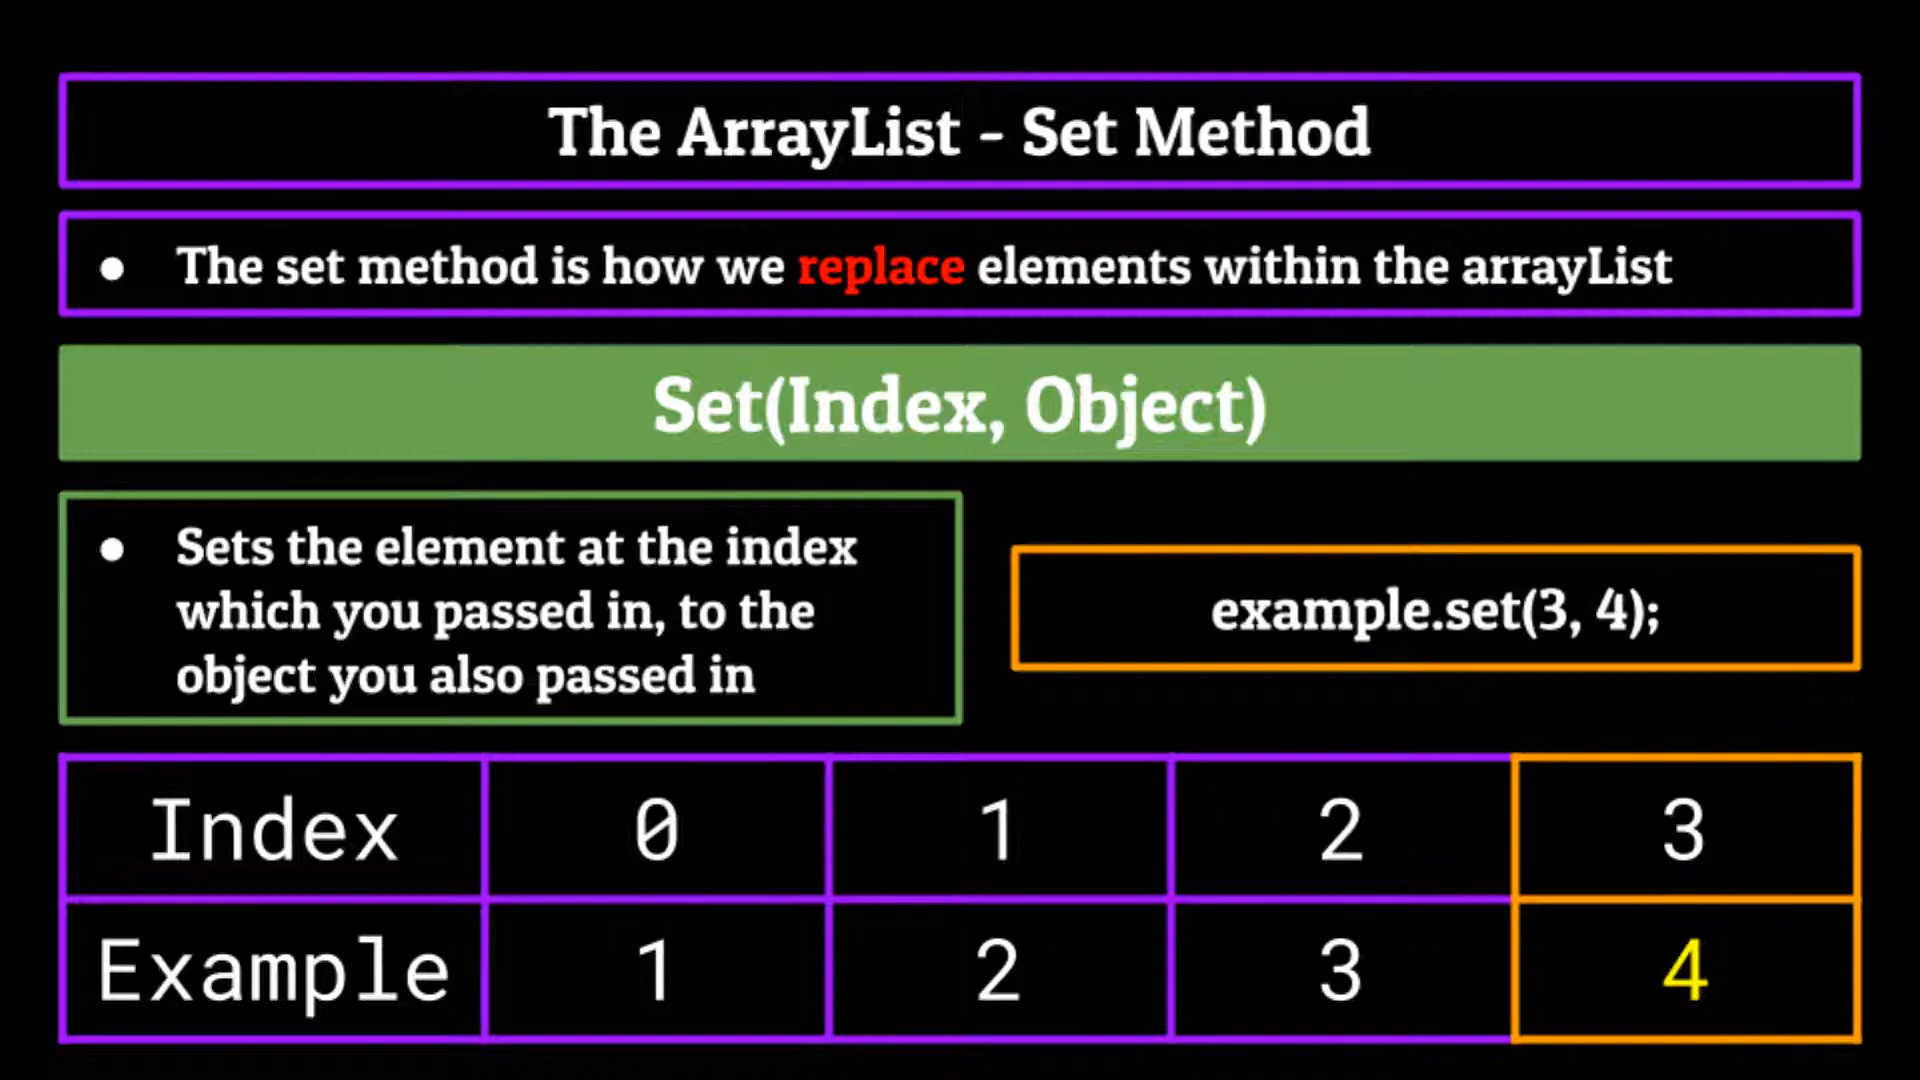 The ArrayList - Set Method
● The set method is how we replace elements within the arrayList
Set(Index, Object)
● Sets the element at the index
which you passed in, to the
object you also passed in
example.set(3, 4);
Index 0 1 2 3
Example 1 2 3 4